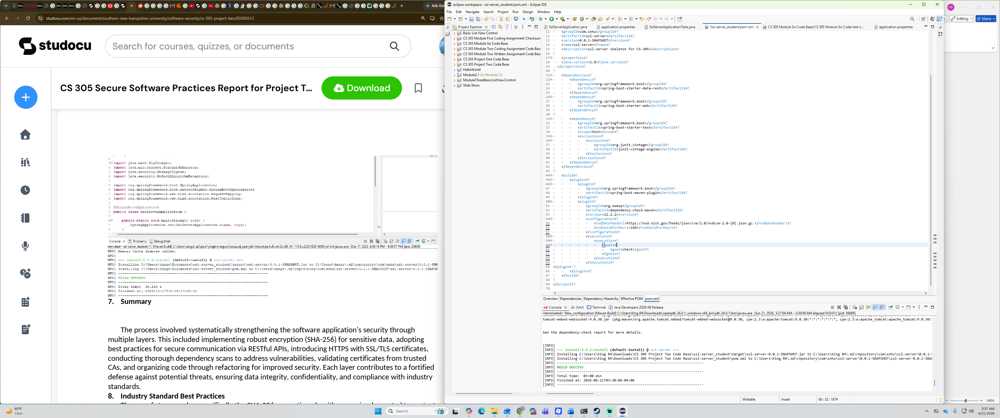 studocu.com/en-us/document/southern-new-hampshire-university/software-security/cs-305-project-two/83305612
studocu
Search for courses, quizzes, or documents
CS 305 Secure Software Practices Report for Project T...
Download
import java.math.BigInteger;
import java.nio.charset.StandardCharsets;
import java.security.MessageDigest;
import java.security.NoSuchAlgorithmException;
import org.springframework.boot.SpringApplication;
import org.springframework.boot.autoconfigure.SpringBootApplication;
import org.springframework.web.bind.annotation.RequestMapping;
import org.springframework.web.bind.annotation.RestController;
@SpringBootApplication
public class SslServerApplication {
public static void main(String[] args) {
SpringApplication.run(SslServerApplication.class, args);
}
Console Problems Debug Shell
rminated> ssl-server_student (1) [Maven Build] C:\Users\dange\.p2\pool\plugins\org.eclipse.justj.openjdk.hotspot.jre.full.win32.x86_64_17.0.9.v20231028-0858\jre\bin\javaw.exe (Dec 17, 2023, 6:09:18 PM – 6:09:57 PM) [pid: 20696]
NFO] Memory Cache dispose called.
NFO]
NFO] --- install:2.5.2:install (default-install) @ ssl-server ---
NFO] Installing C:\Users\dange\Documents\ssl-server_student\target\ssl-server-0.0.1-SNAPSHOT.jar to C:\Users\dange\.m2\repository\com\snhu\ssl-server\0.0.1-SNA
NFO] Installing C:\Users\dange\Documents\ssl-server_student\pom.xml to C:\Users\dange\.m2\repository\com\snhu\ssl-server\0.0.1-SNAPSHOT\ssl-server-0.0.1-SNAPSH
NFO] ------------------------------------------------------------------------
NFO] BUILD SUCCESS
NFO] ------------------------------------------------------------------------
NFO] Total time: 36.255 s
NFO] Finished at: 2023-12-17T18:09:57-05:00
NFO] ------------------------------------------------------------------------
7. Summary
The process involved systematically strengthening the software application's security through
multiple layers. This included implementing robust encryption (SHA-256) for sensitive data, adopting
best practices for secure communication via RESTful APIs, introducing HTTPS with SSL/TLS certificates,
conducting thorough dependency scans to address vulnerabilities, validating certificates from trusted
CAs, and organizing code through refactoring for improved security. Each layer contributes to a fortified
defense against potential threats, ensuring data integrity, confidentiality, and compliance with industry
standards.
8. Industry Standard Best Practices
eclipse-workspace - ssl-server_student/pom.xml - Eclipse IDE
File Edit Navigate Search Project Run Design Window Help
Project Explorer
Basic List View Control
CS 305 Module Five Coding Assignment Checksum
CS 305 Module Six Code Base
CS 305 Module Two Coding Assignment Code Base
CS 305 Module Two Written Assignment Code Base
CS 305 Project One Code Base
CS 305 Project Two Code Base
HelloWorld
Module2.1 (in Module2.2)
ModuleThreeBasicListViewControl
Slide Show
SslServerApplication.java application.properties SslServerApplicationTests.java *ssl-server_student/pom.xml CS 305 Module Six Code Base/CS 305 Module Six Code/rest-s... application.properties
11 <groupId>com.snhu</groupId>
12 <artifactId>ssl-server</artifactId>
13 <version>0.0.1-SNAPSHOT</version>
14 <name>ssl-server</name>
15 <description>ssl-server skeleton for CS-305</description>
16
17 <properties>
18 <java.version>1.8</java.version>
19 </properties>
20
21 <dependencies>
22 <dependency>
23 <groupId>org.springframework.boot</groupId>
24 <artifactId>spring-boot-starter-data-rest</artifactId>
25 </dependency>
26 <dependency>
27 <groupId>org.springframework.boot</groupId>
28 <artifactId>spring-boot-starter-web</artifactId>
29 </dependency>
30
31 <dependency>
32 <groupId>org.springframework.boot</groupId>
33 <artifactId>spring-boot-starter-test</artifactId>
34 <scope>test</scope>
35 <exclusions>
36 <exclusion>
37 <groupId>org.junit.vintage</groupId>
38 <artifactId>junit-vintage-engine</artifactId>
39 </exclusion>
40 </exclusions>
41 </dependency>
42 </dependencies>
43
44 <build>
45 <plugins>
46 <plugin>
47 <groupId>org.springframework.boot</groupId>
48 <artifactId>spring-boot-maven-plugin</artifactId>
49 </plugin>
50 <plugin>
51 <groupId>org.owasp</groupId>
52 <artifactId>dependency-check-maven</artifactId>
53 <version>12.2.2</version>
54 <configuration>
55 <nvdDatafeedUrl>https://nvd.nist.gov/feeds/json/cve/2.0/nvdcve-2.0-{0}.json.gz </nvdDatafeedUrl>
56 <nvdValidForHours>168</nvdValidForHours>
57 </configuration>
58 <executions>
59 <execution>
60 <goals>
61 <goal>check</goal>
62 </goals>
63 </execution>
64 </executions>
65 </plugin>
66 </plugins>
67 </build>
68
69 </project>
70
Overview Dependencies Dependency Hierarchy Effective POM pom.xml
Console JUnit Terminal Java Developers 2026-06 Release
<terminated> New_configuration [Maven Build] C:\Users\King R4\Downloads\openjdk-26.0.1_windows-x64_bin\jdk-26.0.1\bin\javaw.exe (Jun 21, 2026, 3:27:04 AM – 3:30:06 AM elapsed 0:03:01) [pid: 56688]
tomcat-embed-websocket-9.0.30.jar (pkg:maven/org.apache.tomcat.embed/tomcat-embed-websocket@9.0.30, cpe:2.3:a:apache:tomcat:9.0.30:*:*:*:*:*:*:*, cpe:2.3:a:apache_tomcat:apache_tomcat:9.0.30:
See the dependency-check report for more details.
[INFO]
[INFO] --- install:2.5.2:install (default-install) @ ssl-server ---
[INFO] Installing C:\Users\King R4\Downloads\CS 305 Project Two Code Base\ssl-server_student\target\ssl-server-0.0.1-SNAPSHOT.jar to C:\Users\King R4\.m2\repository\com\snhu\ssl-server\0.0.1-S
[INFO] Installing C:\Users\King R4\Downloads\CS 305 Project Two Code Base\ssl-server_student\pom.xml to C:\Users\King R4\.m2\repository\com\snhu\ssl-server\0.0.1-SNAPSHOT\ssl-server-0.0.1-SNA
[INFO] ------------------------------------------------------------------------
[INFO] BUILD SUCCESS
[INFO] ------------------------------------------------------------------------
[INFO] Total time: 03:00 min
[INFO] Finished at: 2026-06-21T03:30:06-04:00
[INFO] ------------------------------------------------------------------------
Writable Insert 60 : 32 : 1874
PR
Editing Share
140%
60°F
Clear
Search
3:37 AM
6/21/2026